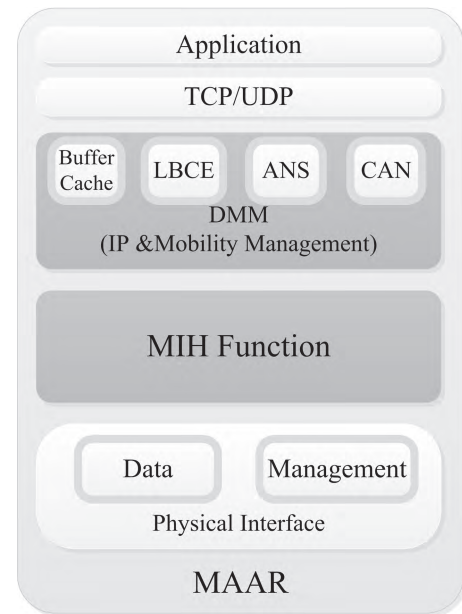 Application
TCP/UDP
Buffer
Cache
LBCE
ANS
CAN
DMM
(IP &Mobility Management)
MIH Function
Data
Management
Physical Interface
MAAR